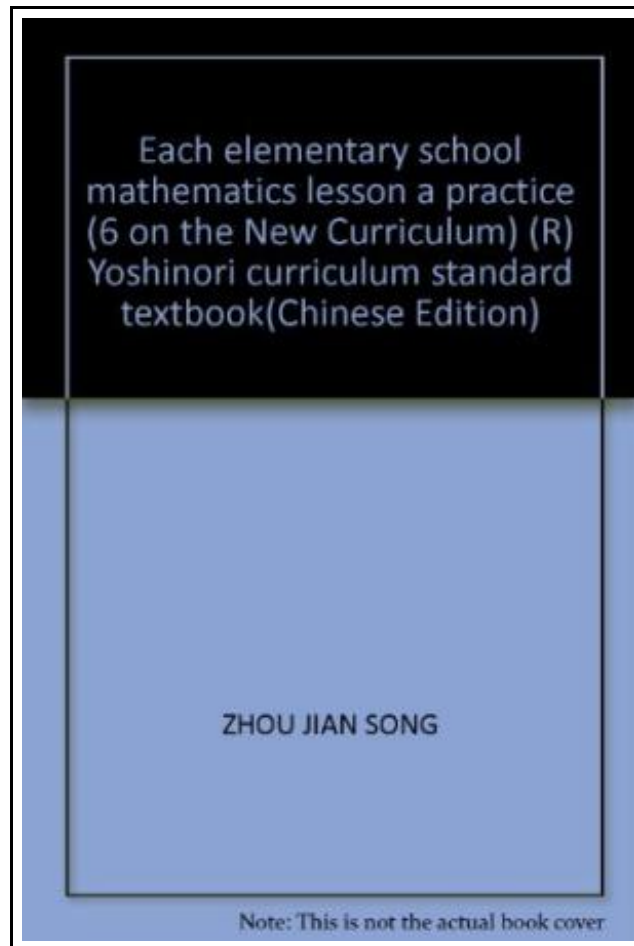 Each elementary school
mathematics lesson a practice
(6 on the New Curriculum) (R)
Yoshinori curriculum standard
textbook(Chinese Edition)
ZHOU JIAN SONG
Note: This is not the actual book cover